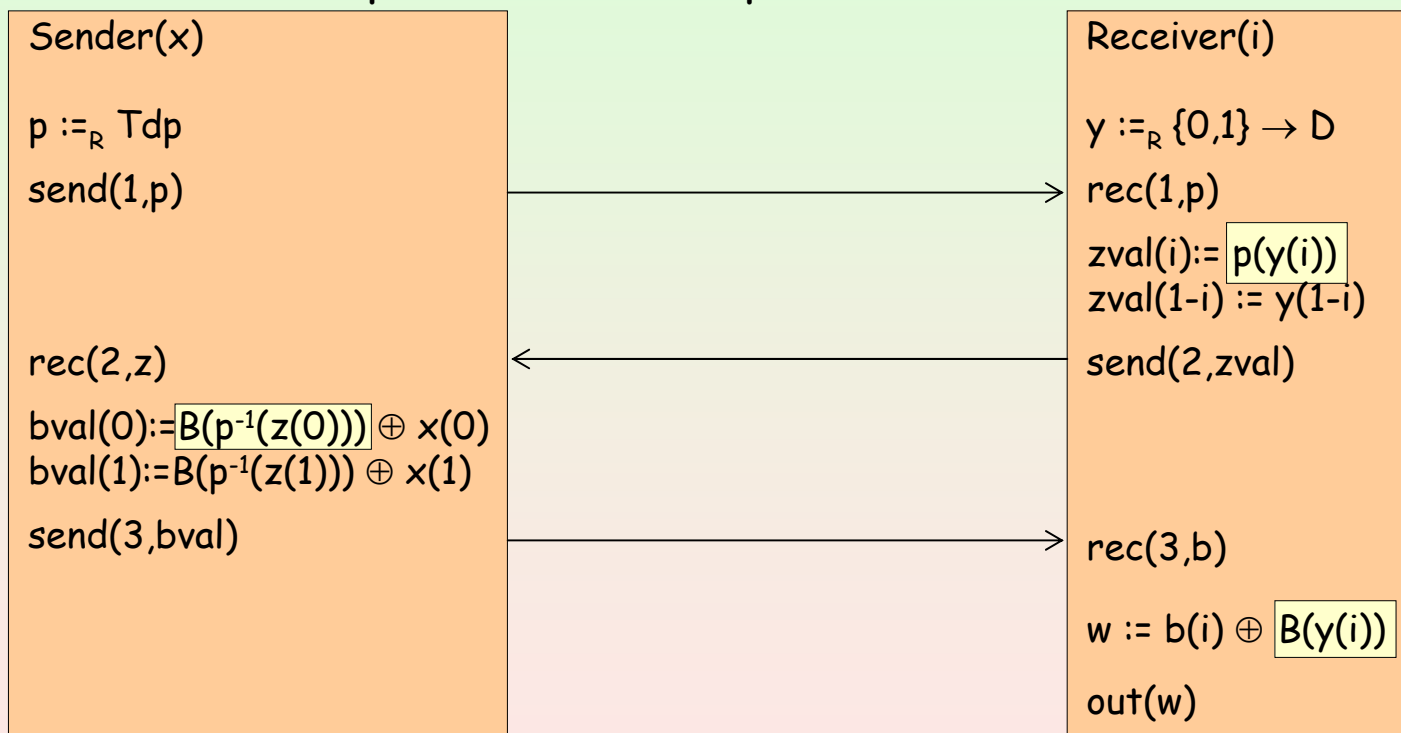 Sender(x)
p :=R Tdp
send(1,p)
rec(2,z)
bval(0):=B(p-1(z(0))) ⊕ x(0)
bval(1):=B(p-1(z(1))) ⊕ x(1)
send(3,bval)
Receiver(i)
y :=R {0,1} → D
rec(1,p)
zval(i):= p(y(i))
zval(1-i) := y(1-i)
send(2,zval)
rec(3,b)
w := b(i) ⊕ B(y(i))
out(w)